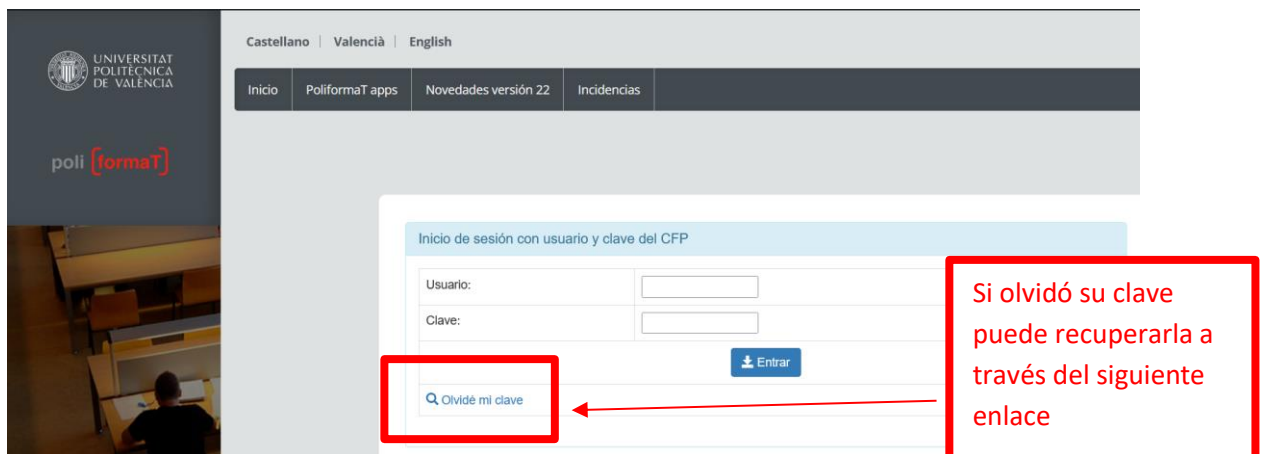 UNIVERSITAT
POLITÈCNICA
DE VALÈNCIA
poli [formaT]
Castellano | Valencià | English
Inicio PoliformaT apps Novedades versión 22 Incidencias
Inicio de sesión con usuario y clave del CFP
Usuario:
Clave:
Entrar
Olvidé mi clave
Si olvidó su clave
puede recuperarla a
través del siguiente
enlace